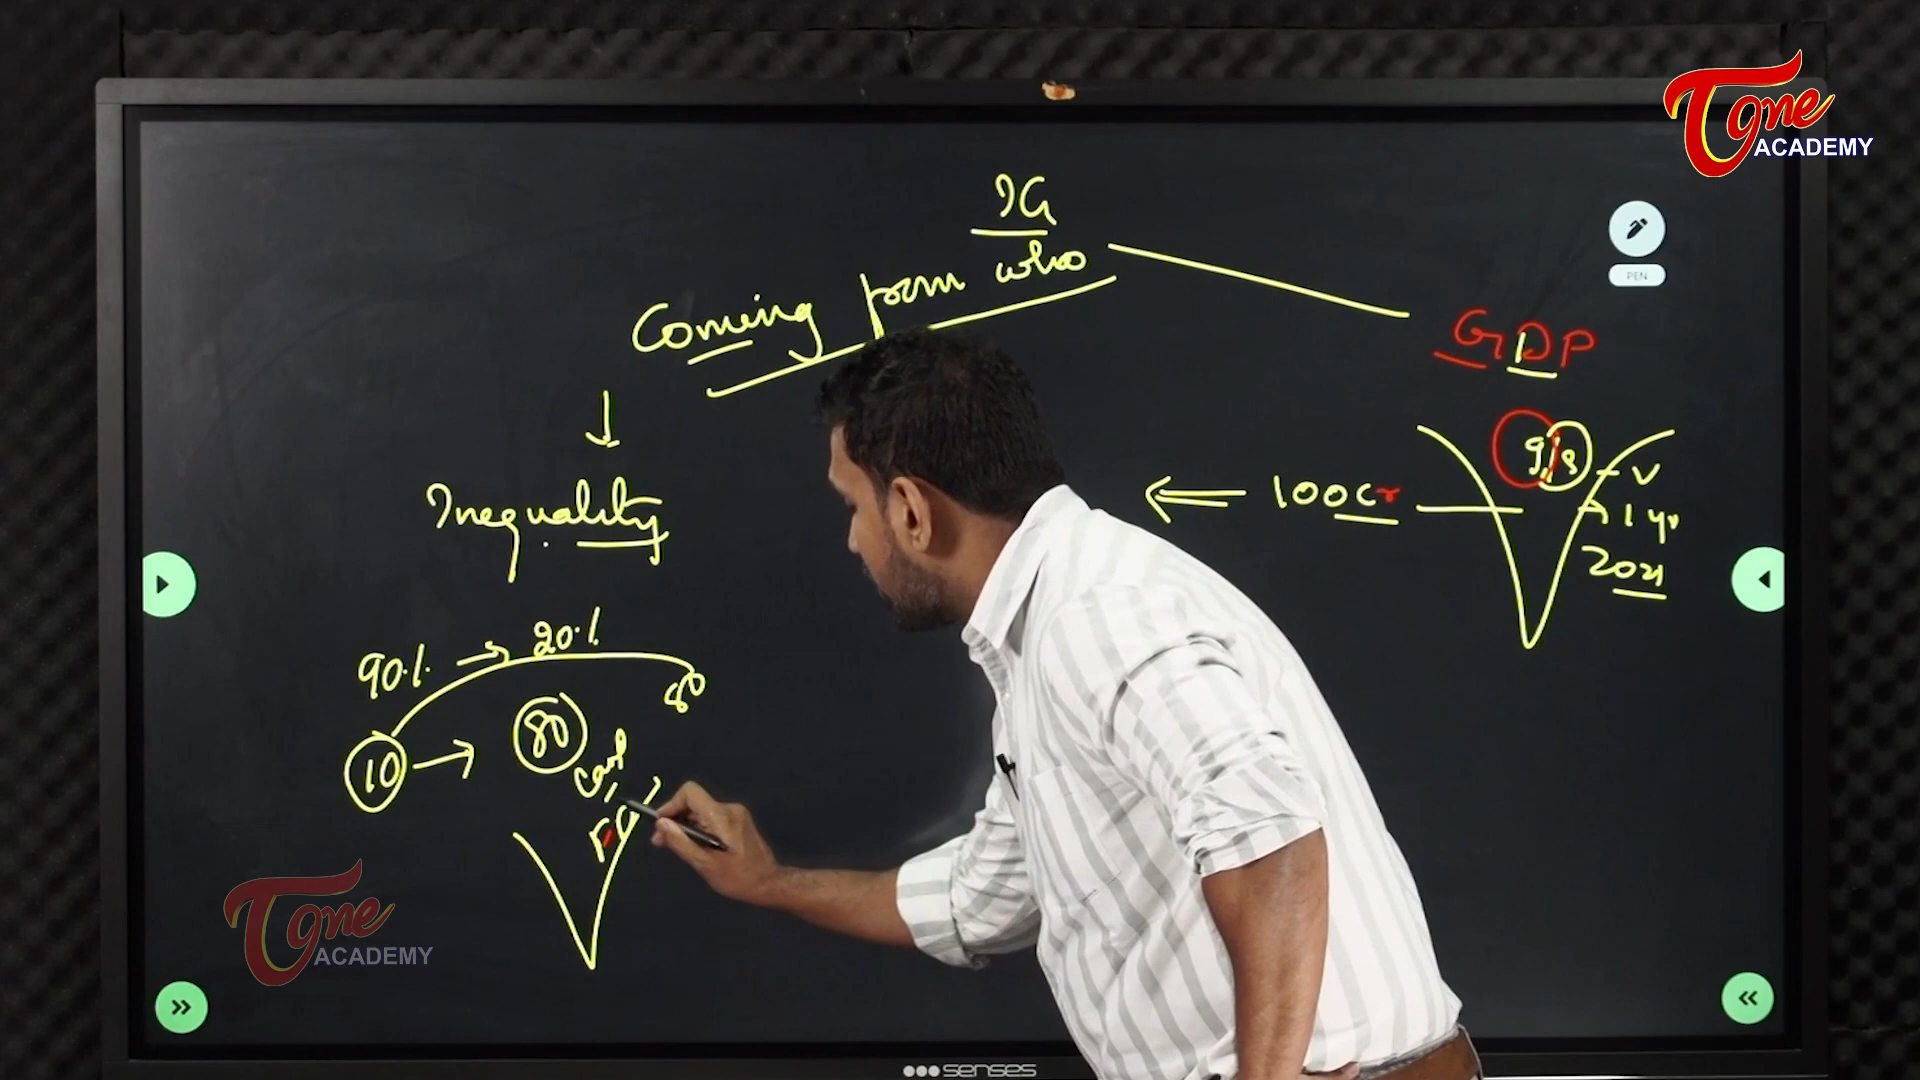 Tone
ACADEMY
IG
Coming from who
PEN
GDP
Inequality
100Cr
9,8
1 yr
2021
90% → 20%
80
10 → 80
Tone
ACADEMY
senses